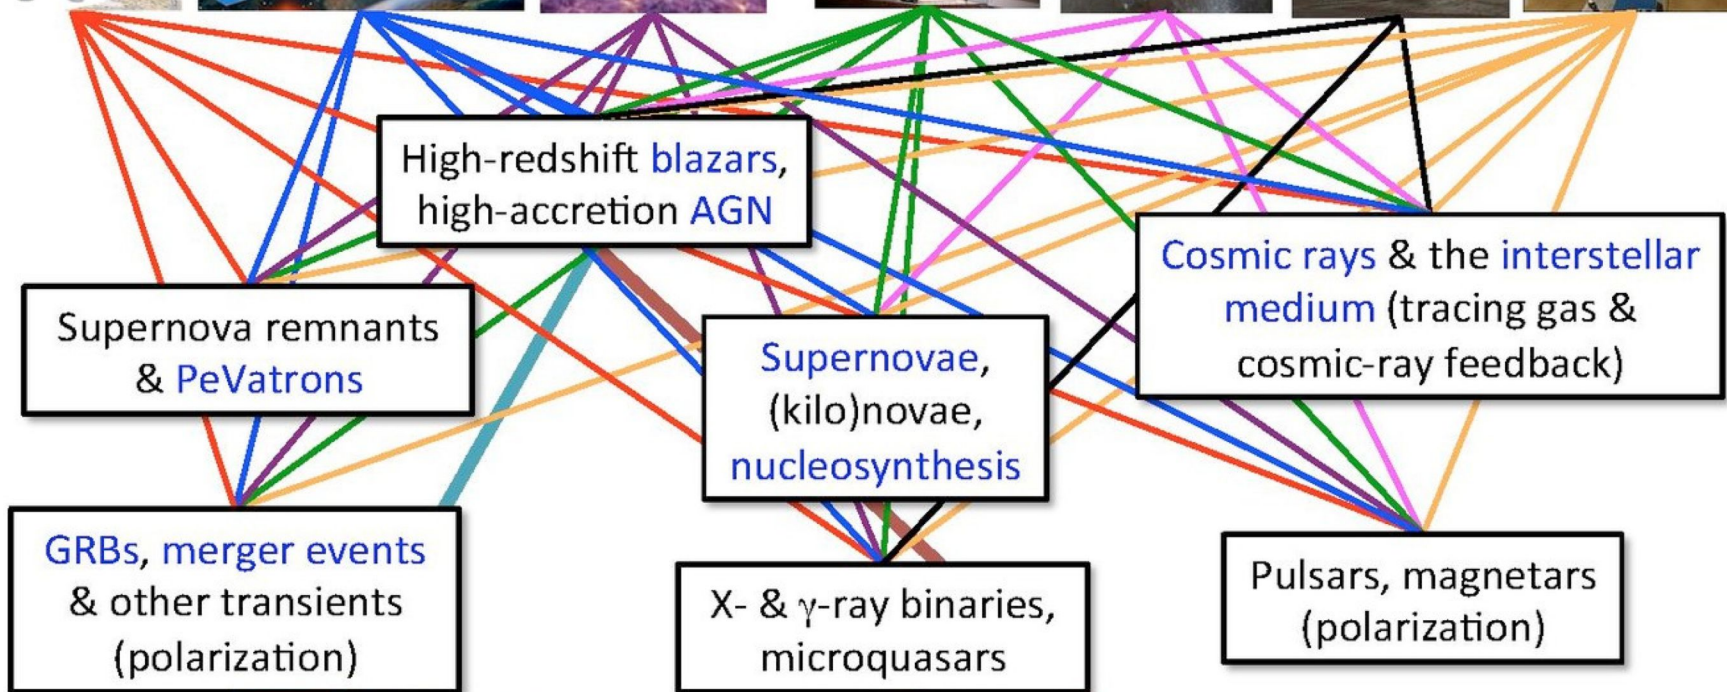 High-redshift blazars,
high-accretion AGN
Cosmic rays & the interstellar
medium (tracing gas &
cosmic-ray feedback)
Supernova remnants
& PeVatrons
Supernovae,
(kilo)novae,
nucleosynthesis
GRBs, merger events
& other transients
(polarization)
X- & γ-ray binaries,
microquasars
Pulsars, magnetars
(polarization)